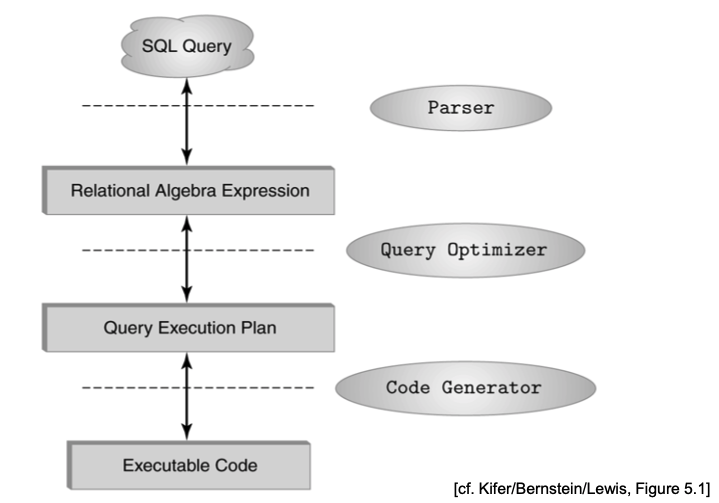 SQL Query
Parser
Relational Algebra Expression
Query Optimizer
Query Execution Plan
Code Generator
Executable Code
[cf. Kifer/Bernstein/Lewis, Figure 5.1]